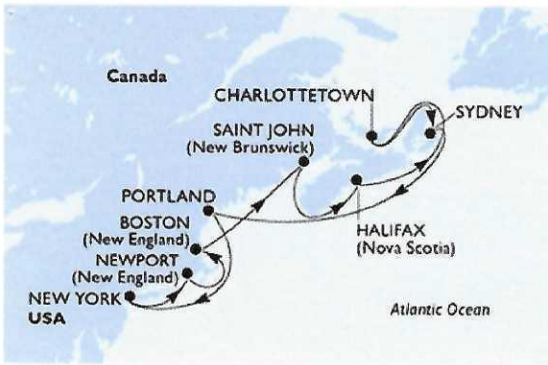 Canada
CHARLOTTETOWN
SYDNEY
SAINT JOHN
(New Brunswick)
PORTLAND
BOSTON
(New England)
HALIFAX
(Nova Scotia)
NEWPORT
(New England)
NEW YORK
USA
Atlantic Ocean